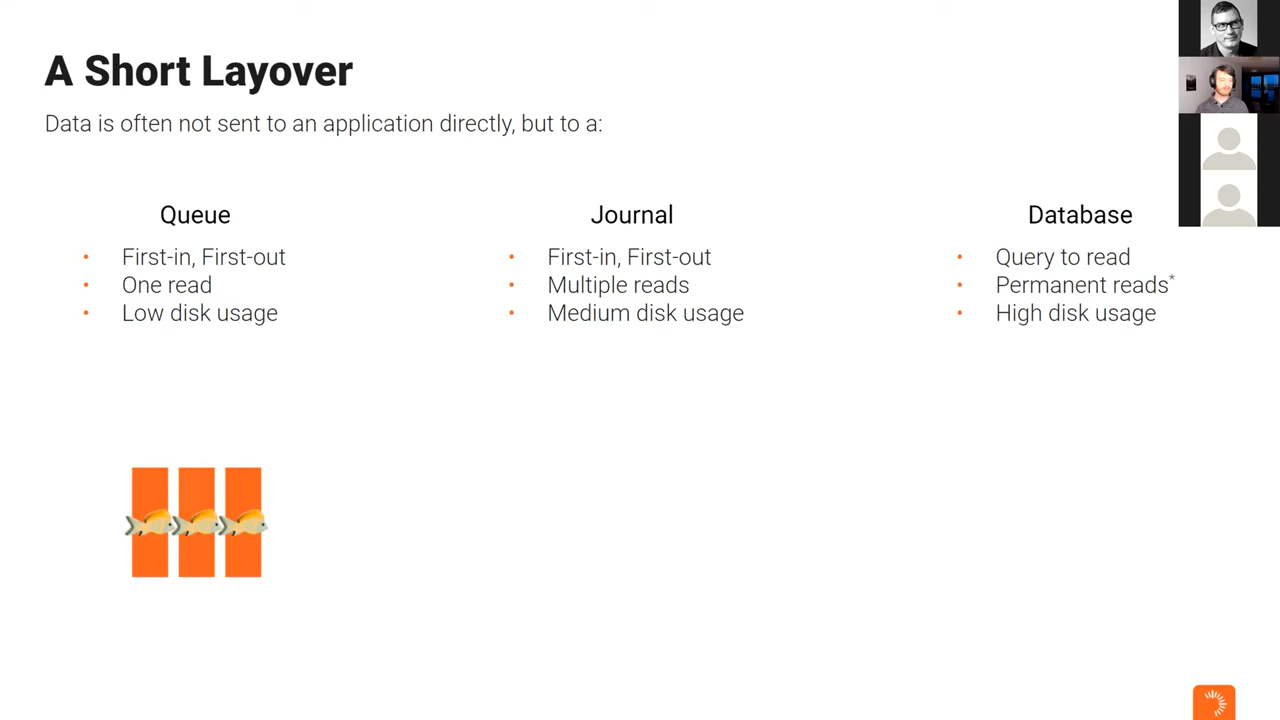 A Short Layover
Data is often not sent to an application directly, but to a:
Queue
• First-in, First-out
• One read
• Low disk usage
Journal
• First-in, First-out
• Multiple reads
• Medium disk usage
Database
• Query to read
• Permanent reads*
• High disk usage